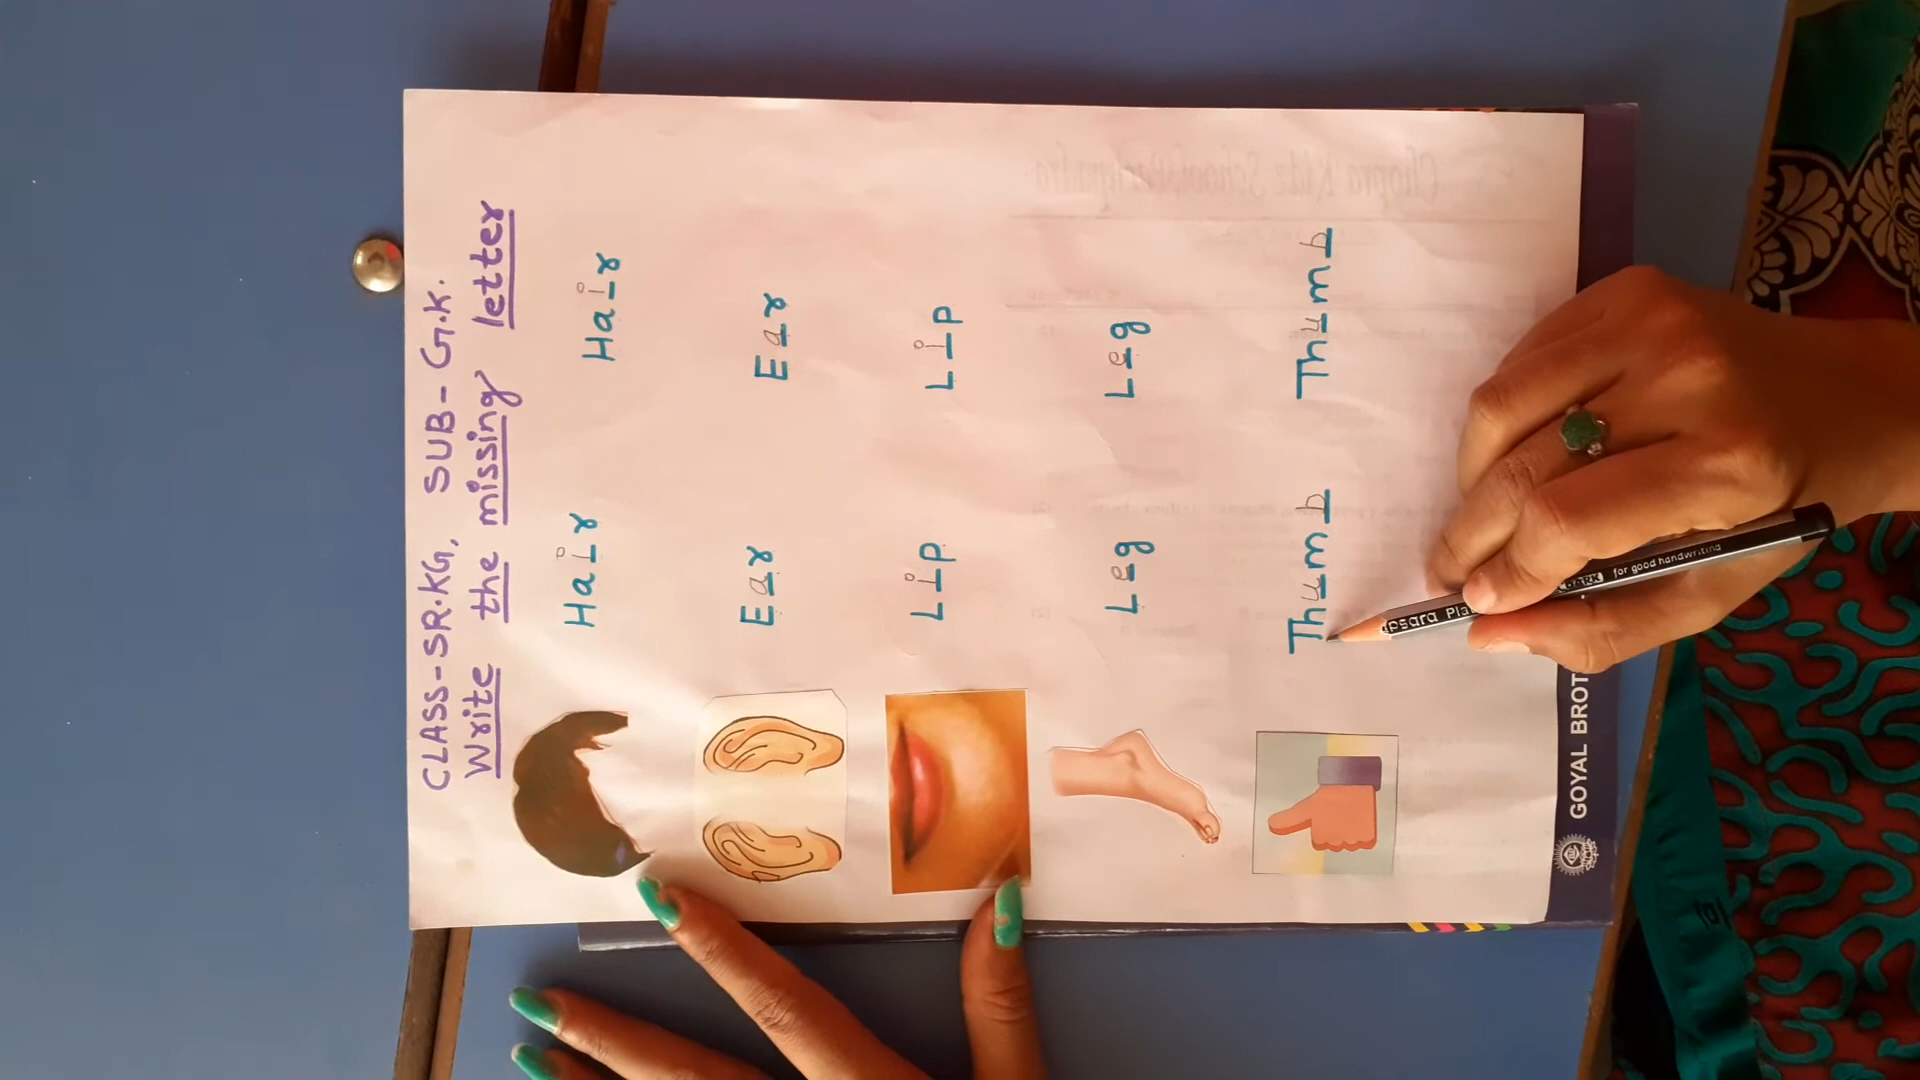 CLASS-SR.KG, SUB-G.K.
Write the missing letter
Hair Hair
Ear Ear
Lip Lip
Leg Leg
Thumb Thumb
GOYAL BROT
apsara Pla
for good handwriting